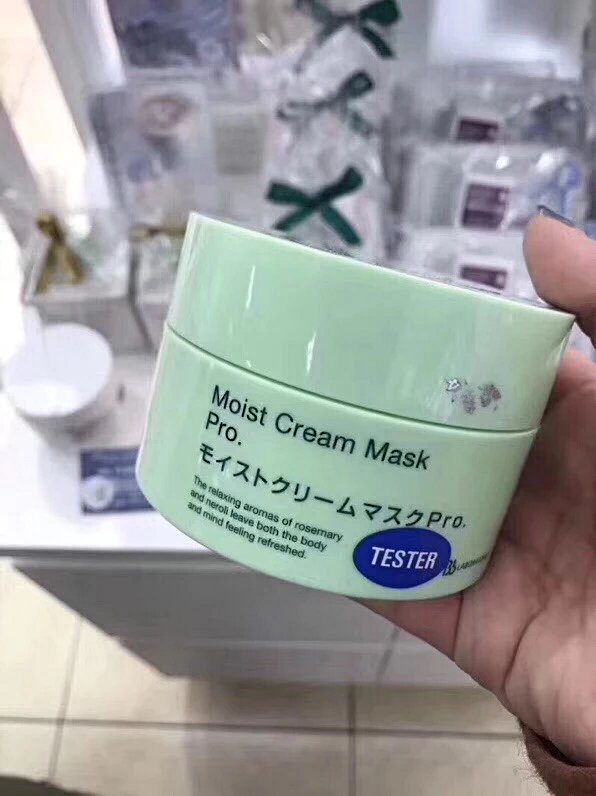 Moist Cream Mask
Pro.
モイストクリームマスクPro.
The relaxing aromas of rosemary
and neroli leave both the body
and mind feeling refreshed.
TESTER